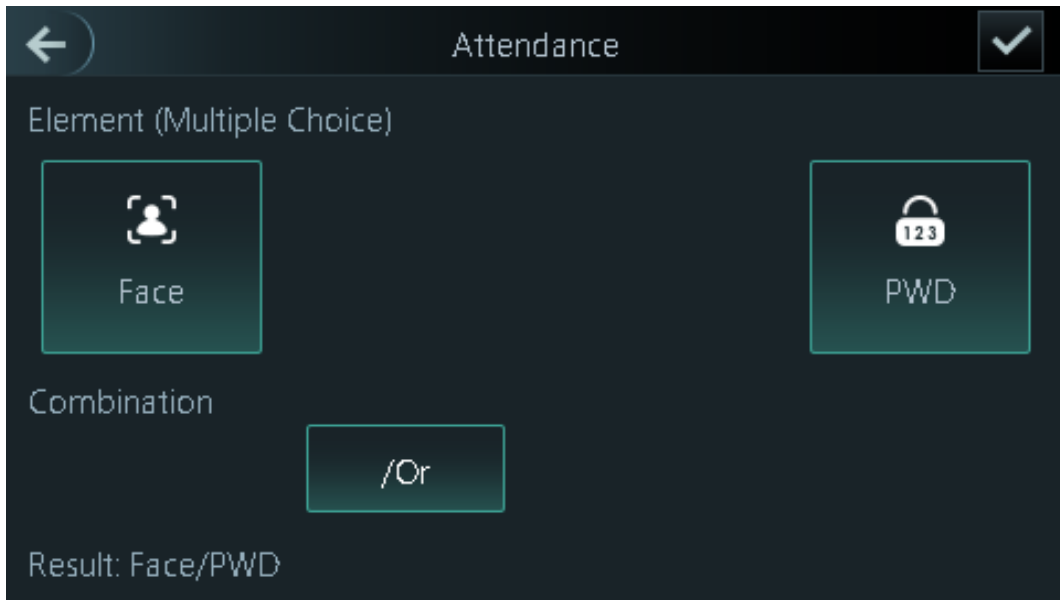 Attendance
Element (Multiple Choice)
123
Face
PWD
Combination
/Or
Result: Face/PWD